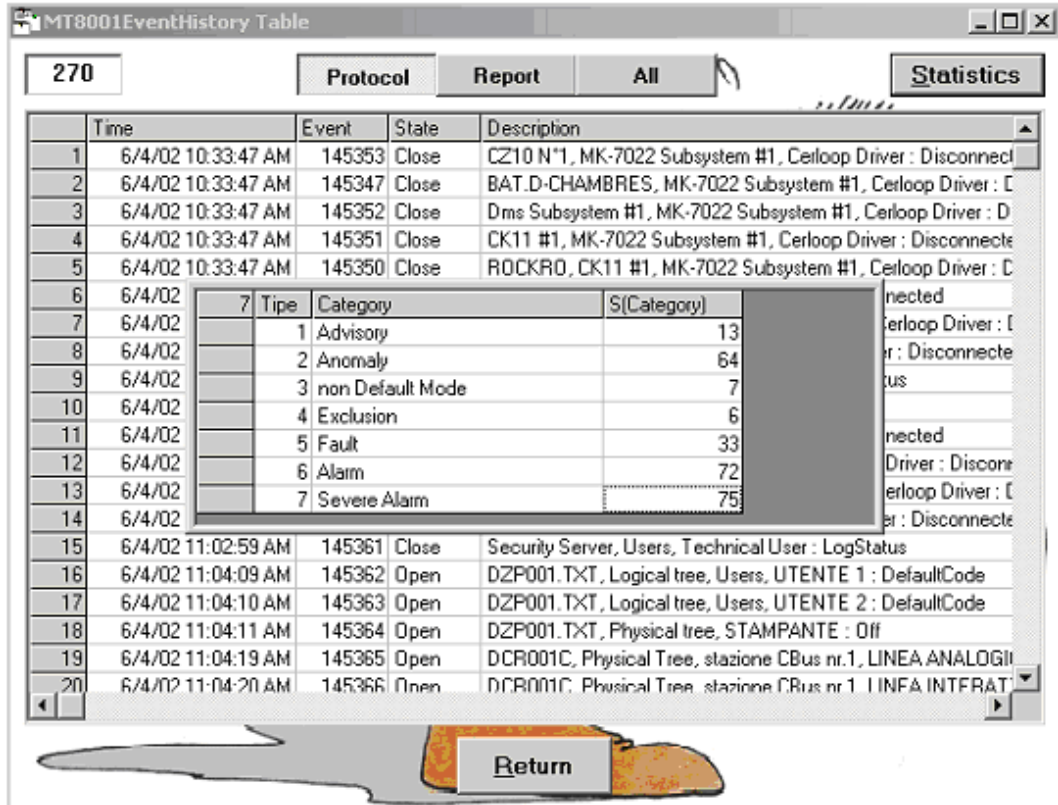 MT8001EventHistory Table
270 Protocol Report All Statistics
Time Event State Description
1 6/4/02 10:33:47 AM 145353 Close CZ10 N°1, MK-7022 Subsystem #1, Cerloop Driver :
2 6/4/02 10:33:47 AM 145347 Close BAT.D-CHAMBRES, MK-7022 Subsystem #1, Cerloop Driver :
3 6/4/02 10:33:47 AM 145352 Close Dms Subsystem #1, MK-7022 Subsystem #1, Cerloop Driver : D
4 6/4/02 10:33:47 AM 145351 Close CK11 #1, MK-7022 Subsystem #1, Cerloop Driver : Disconnecte
5 6/4/02 10:33:47 AM 145350 Close ROCKRO, CK11 #1, MK-7022 Subsystem #1, Cerloop Driver :
6 6/4/02 nected
7 6/4/02 erloop Driver :
8 6/4/02 r : Disconnecte
9 6/4/02 tus
10 6/4/02
11 6/4/02 nected
12 6/4/02 Driver : Discon
13 6/4/02 erloop Driver :
14 6/4/02 er : Disconnecte
7 Tipe Category S(Category)
1 Advisory 13
2 Anomaly 64
3 non Default Mode 7
4 Exclusion 6
5 Fault 33
6 Alarm 72
7 Severe Alarm 75
15 6/4/02 11:02:59 AM 145361 Close Security Server, Users, Technical User : LogStatus
16 6/4/02 11:04:09 AM 145362 Open DZP001.TXT, Logical tree, Users, UTENTE 1 : DefaultCode
17 6/4/02 11:04:10 AM 145363 Open DZP001.TXT, Logical tree, Users, UTENTE 2 : DefaultCode
18 6/4/02 11:04:11 AM 145364 Open DZP001.TXT, Physical tree, STAMPANTE : Off
19 6/4/02 11:04:19 AM 145365 Open DCR001C, Physical Tree, stazione CBus nr.1, LINEA ANALOGI
20 6/4/02 11:04:20 AM 145366 Open DCR001C, Physical Tree, stazione CBus nr.1, LINEA INTERAT
Return